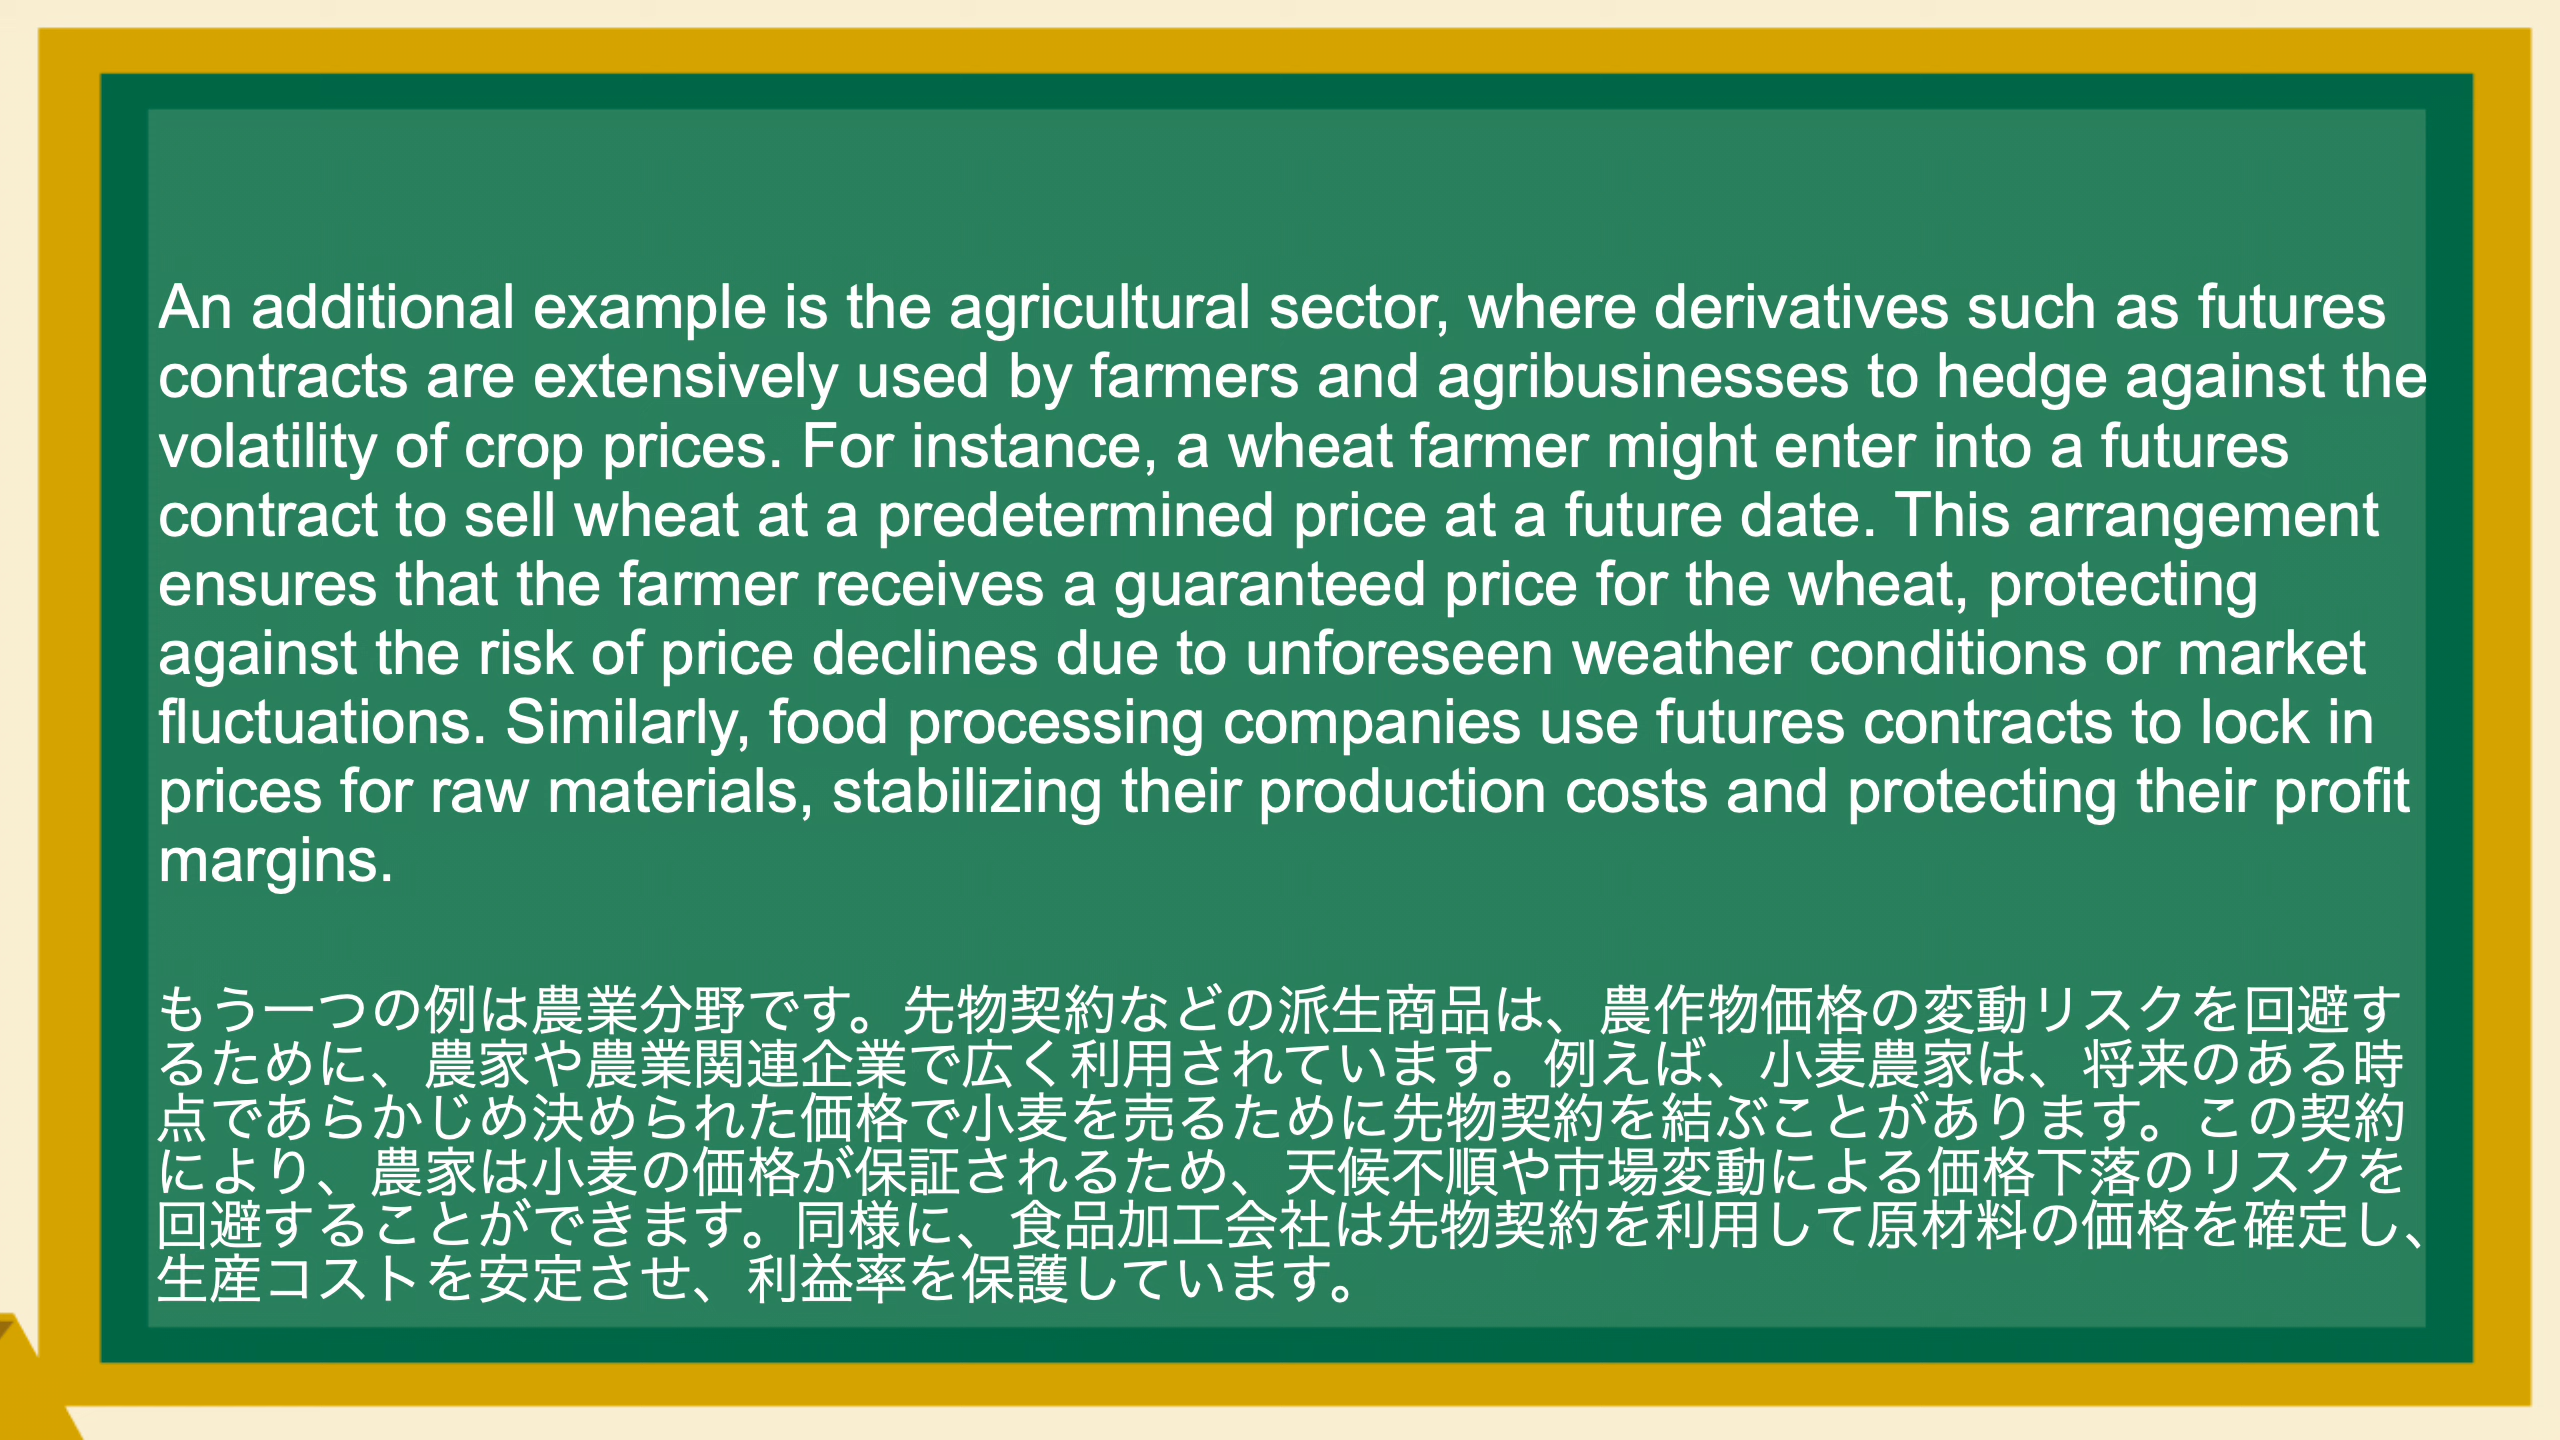 An additional example is the agricultural sector, where derivatives such as futures
contracts are extensively used by farmers and agribusinesses to hedge against the
volatility of crop prices. For instance, a wheat farmer might enter into a futures
contract to sell wheat at a predetermined price at a future date. This arrangement
ensures that the farmer receives a guaranteed price for the wheat, protecting
against the risk of price declines due to unforeseen weather conditions or market
fluctuations. Similarly, food processing companies use futures contracts to lock in
prices for raw materials, stabilizing their production costs and protecting their profit
margins.
もう一つの例は農業分野です。先物契約などの派生商品は、農作物価格の変動リスクを回避す
るために、農家や農業関連企業で広く利用されています。例えば、小麦農家は、将来のある時
点であらかじめ決められた価格で小麦を売るために先物契約を結ぶことがあります。この契約
により、農家は小麦の価格が保証されるため、天候不順や市場変動による価格下落のリスクを
回避することができます。同様に、食品加工会社は先物契約を利用して原材料の価格を確定し、
生産コストを安定させ、利益率を保護しています。